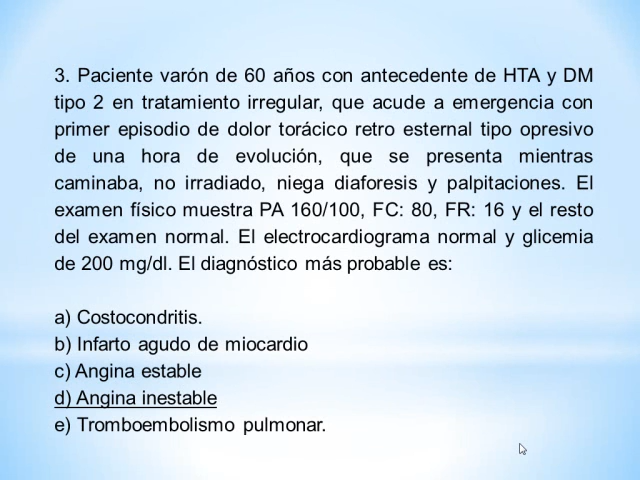 3. Paciente varón de 60 años con antecedente de HTA y DM
tipo 2 en tratamiento irregular, que acude a emergencia con
primer episodio de dolor torácico retro esternal tipo opresivo
de una hora de evolución, que se presenta mientras
caminaba, no irradiado, niega diaforesis y palpitaciones. El
examen físico muestra PA 160/100, FC: 80, FR: 16 y el resto
del examen normal. El electrocardiograma normal y glicemia
de 200 mg/dl. El diagnóstico más probable es:
a) Costocondritis.
b) Infarto agudo de miocardio
c) Angina estable
d) Angina inestable
e) Tromboembolismo pulmonar.